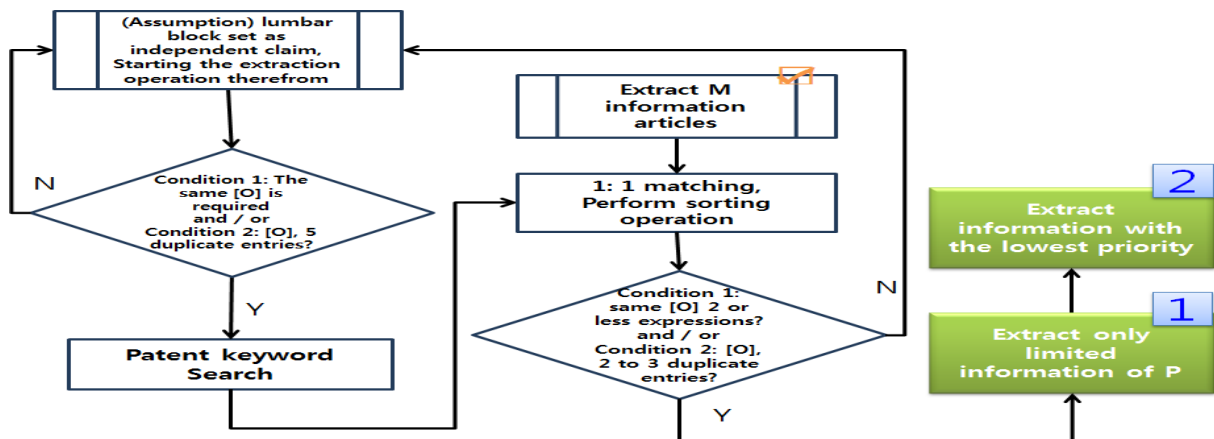 (Assumption) lumbar
block set as
independent claim,
Starting the extraction
operation therefrom
Condition 1: The
same [O] is
required
and / or
Condition 2: [O], 5
duplicate entries?
N
Y
Patent keyword
Search
Extract M
information
articles
1: 1 matching,
Perform sorting
operation
Condition 1:
same [O] 2 or
less expressions?
and / or
Condition 2: [O],
2 to 3 duplicate
entries?
N
Y
2
Extract
information with
the lowest priority
1
Extract only
limited
information of P